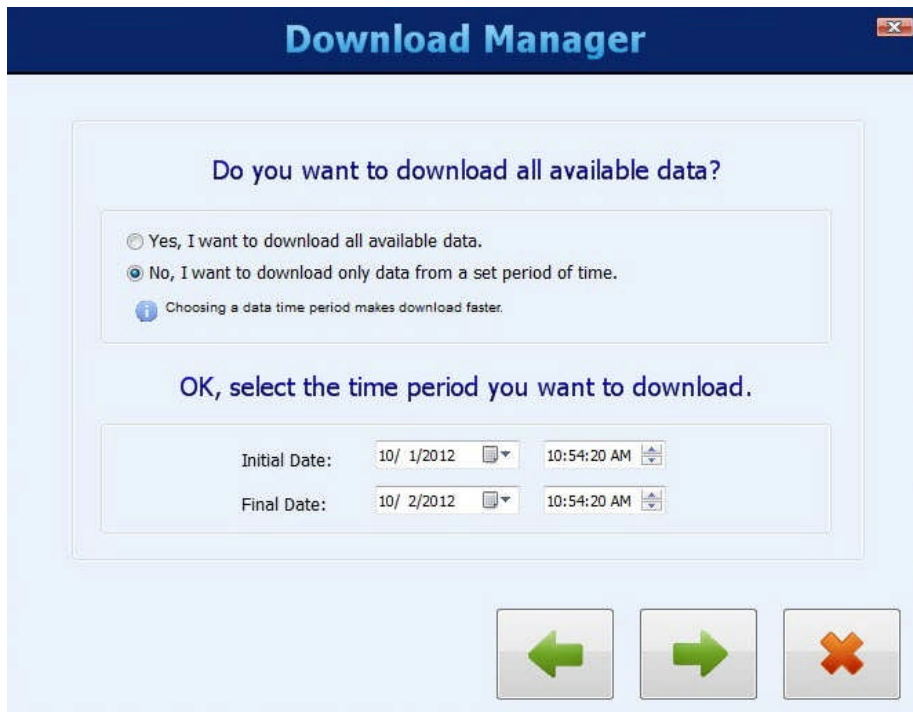 Download Manager
Do you want to download all available data?
Yes, I want to download all available data.
No, I want to download only data from a set period of time.
Choosing a data time period makes download faster.
OK, select the time period you want to download.
Initial Date: 10/ 1/2012 10:54:20 AM
Final Date: 10/ 2/2012 10:54:20 AM